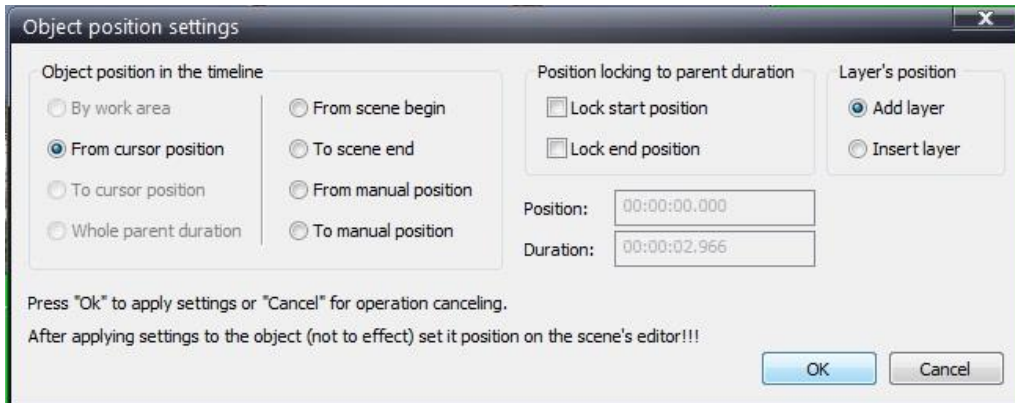 Object position settings
X
Object position in the timeline
By work area
From cursor position
To cursor position
Whole parent duration
From scene begin
To scene end
From manual position
To manual position
Position locking to parent duration
Lock start position
Lock end position
Layer's position
Add layer
Insert layer
Position:
00:00:00.000
Duration:
00:00:02.966
Press "Ok" to apply settings or "Cancel" for operation canceling.
After applying settings to the object (not to effect) set it position on the scene's editor!!!
OK
Cancel